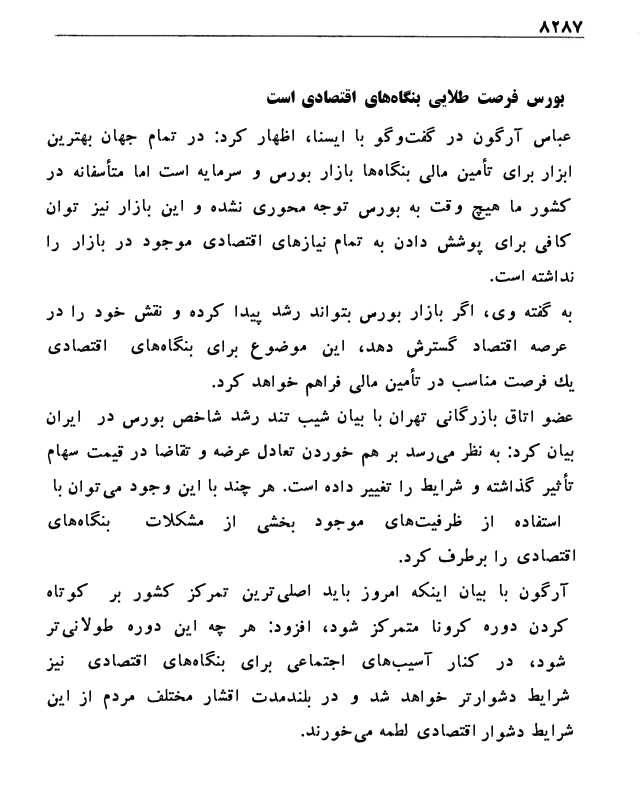 ۸۲۸۷
بورس فرصت طلایی بنگاه‌های اقتصادی است
عباس آرگون در گفت‌وگو با ایسنا، اظهار کرد: در تمام جهان بهترین
ابزار برای تأمین مالی بنگاه‌ها بازار بورس و سرمایه است اما متأسفانه در
کشور ما هیچ وقت به بورس توجه محوری نشده و این بازار نیز توان
کافی برای پوشش دادن به تمام نیازهای اقتصادی موجود در بازار را
نداشته است.
به گفته وی، اگر بازار بورس بتواند رشد پیدا کرده و نقش خود را در
عرصه اقتصاد گسترش دهد، این موضوع برای بنگاه‌های اقتصادی
یك فرصت مناسب در تأمین مالی فراهم خواهد کرد.
عضو اتاق بازرگانی تهران با بیان شیب تند رشد شاخص بورس در ایران
بیان کرد: به نظر می‌رسد بر هم خوردن تعادل عرضه و تقاضا در قیمت سهام
تأثیر گذاشته و شرایط را تغییر داده است. هر چند با این وجود می‌توان با
استفاده از ظرفیت‌های موجود بخشی از مشکلات بنگاه‌های
اقتصادی را برطرف کرد.
آرگون با بیان اینکه امروز باید اصلی‌ترین تمرکز کشور بر کوتاه
کردن دوره کرونا متمرکز شود، افزود: هر چه این دوره طولانی‌تر
شود، در کنار آسیب‌های اجتماعی برای بنگاه‌های اقتصادی نیز
شرایط دشوارتر خواهد شد و در بلندمدت اقشار مختلف مردم از این
شرایط دشوار اقتصادی لطمه می‌خورند.